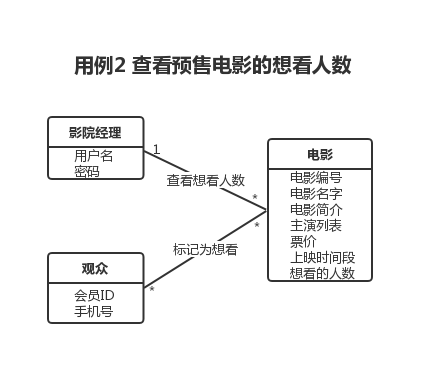 用例2 查看预售电影的想看人数
影院经理
用户名
密码
1
查看想看人数
*
电影
电影编号
电影名字
电影简介
主演列表
票价
上映时间段
想看的人数
*
标记为想看
观众
会员ID
手机号
*